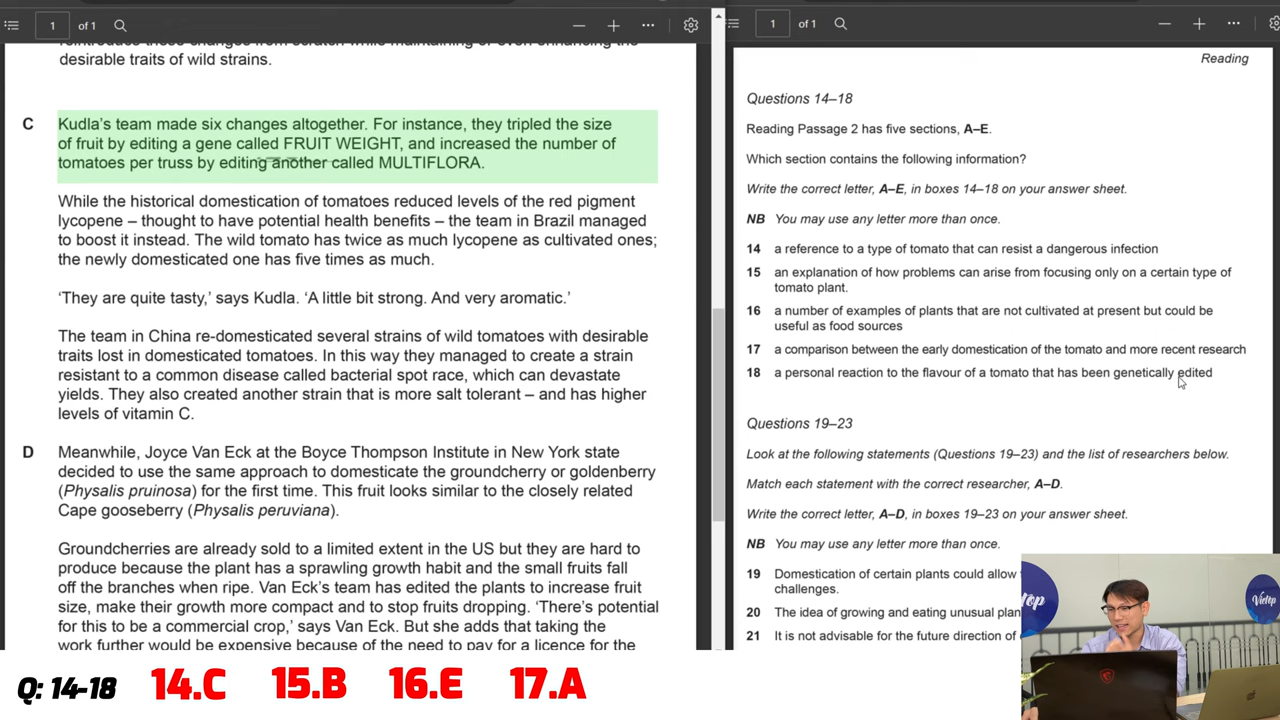 1 of 1
desirable traits of wild strains.
C Kudla's team made six changes altogether. For instance, they tripled the size
of fruit by editing a gene called FRUIT WEIGHT, and increased the number of
tomatoes per truss by editing another called MULTIFLORA.
While the historical domestication of tomatoes reduced levels of the red pigment
lycopene – thought to have potential health benefits – the team in Brazil managed
to boost it instead. The wild tomato has twice as much lycopene as cultivated ones;
the newly domesticated one has five times as much.
‘They are quite tasty,’ says Kudla. ‘A little bit strong. And very aromatic.’
The team in China re-domesticated several strains of wild tomatoes with desirable
traits lost in domesticated tomatoes. In this way they managed to create a strain
resistant to a common disease called bacterial spot race, which can devastate
yields. They also created another strain that is more salt tolerant – and has higher
levels of vitamin C.
D Meanwhile, Joyce Van Eck at the Boyce Thompson Institute in New York state
decided to use the same approach to domesticate the groundcherry or goldenberry
(Physalis pruinosa) for the first time. This fruit looks similar to the closely related
Cape gooseberry (Physalis peruviana).
Groundcherries are already sold to a limited extent in the US but they are hard to
produce because the plant has a sprawling growth habit and the small fruits fall
off the branches when ripe. Van Eck's team has edited the plants to increase fruit
size, make their growth more compact and to stop fruits dropping. ‘There's potential
for this to be a commercial crop,’ says Van Eck. But she adds that taking the
work further would be expensive because of the need to pay for a licence for the
1 of 1
Reading
Questions 14–18
Reading Passage 2 has five sections, A–E.
Which section contains the following information?
Write the correct letter, A–E, in boxes 14–18 on your answer sheet.
NB You may use any letter more than once.
14 a reference to a type of tomato that can resist a dangerous infection
15 an explanation of how problems can arise from focusing only on a certain type of
tomato plant.
16 a number of examples of plants that are not cultivated at present but could be
useful as food sources
17 a comparison between the early domestication of the tomato and more recent research
18 a personal reaction to the flavour of a tomato that has been genetically edited
Questions 19–23
Look at the following statements (Questions 19–23) and the list of researchers below.
Match each statement with the correct researcher, A–D.
Write the correct letter, A–D, in boxes 19–23 on your answer sheet.
NB You may use any letter more than once.
19 Domestication of certain plants could allow
challenges.
20 The idea of growing and eating unusual plan
21 It is not advisable for the future direction of
Q: 14-18 14.C 15.B 16.E 17.A